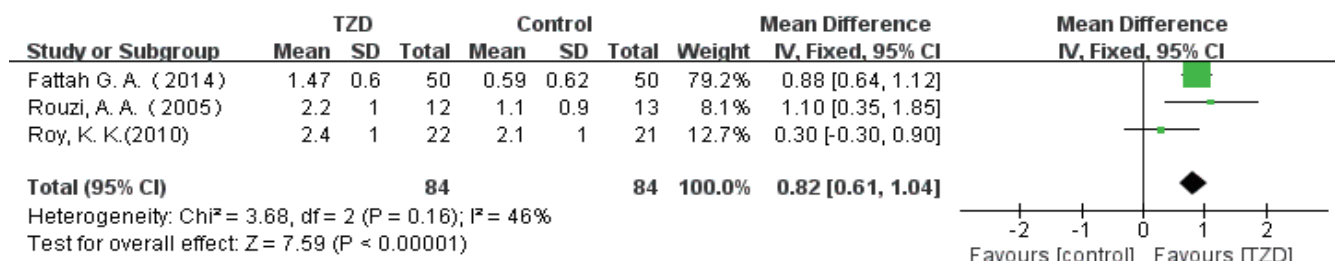 TZD Control Mean Difference Mean Difference
Study or Subgroup Mean SD Total Mean SD Total Weight IV, Fixed, 95% CI IV, Fixed, 95% CI
Fattah G. A. ( 2014) 1.47 0.6 50 0.59 0.62 50 79.2% 0.88 [0.64, 1.12]
Rouzi, A. A. ( 2005) 2.2 1 12 1.1 0.9 13 8.1% 1.10 [0.35, 1.85]
Roy, K. K.(2010) 2.4 1 22 2.1 1 21 12.7% 0.30 [-0.30, 0.90]
Total (95% CI) 84 84 100.0% 0.82 [0.61, 1.04]
Heterogeneity: Chi² = 3.68, df = 2 (P = 0.16); I² = 46%
Test for overall effect: Z = 7.59 (P < 0.00001)
-2 -1 0 1 2
Favours [control] Favours [TZD]